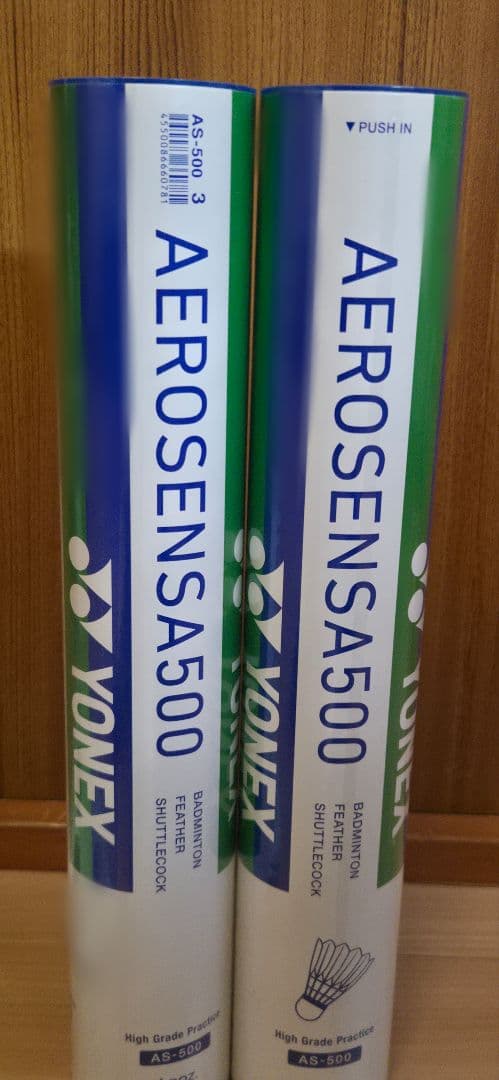 AS-500 3
4550086660781
AEROSENSA500
YONEX
BADMINTON
FEATHER
SHUTTLECOCK
High Grade Practice
AS-500
▼PUSH IN
AEROSENSA500
YONEX
YONEX
BADMINTON
FEATHER
SHUTTLECOCK
High Grade Practice
AS-500